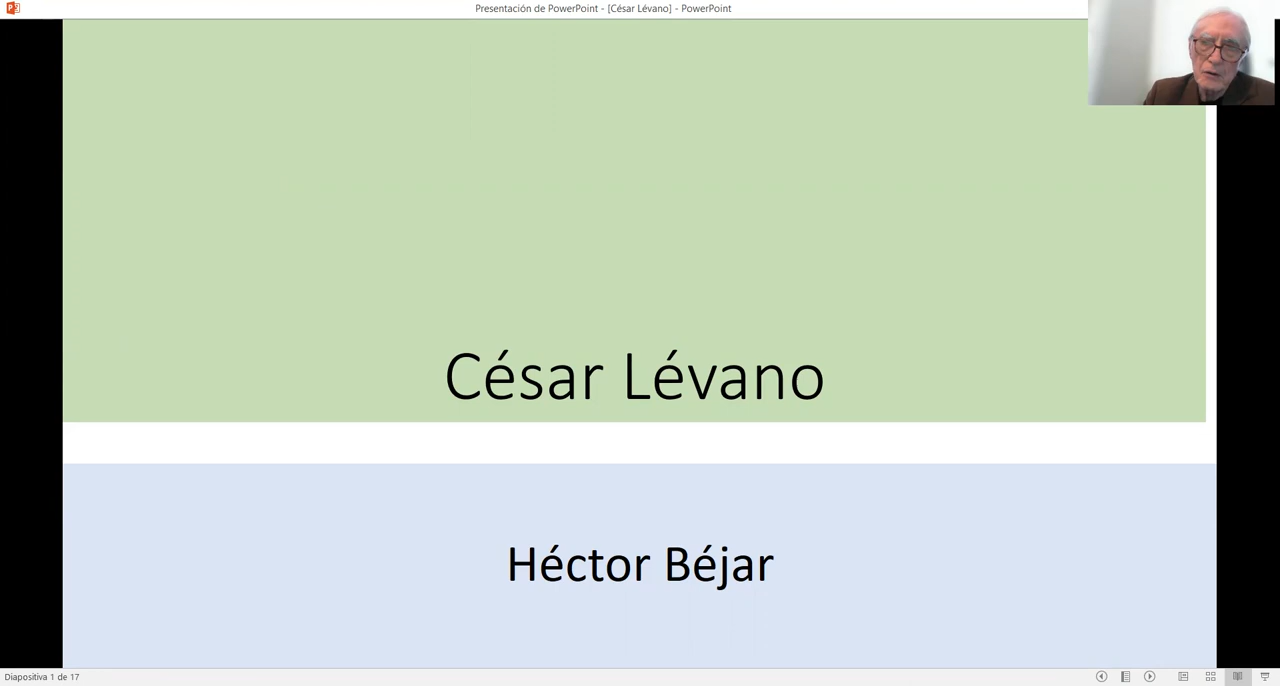 Presentación de PowerPoint - [César Lévano] - PowerPoint
César Lévano
Héctor Béjar
Diapositiva 1 de 17